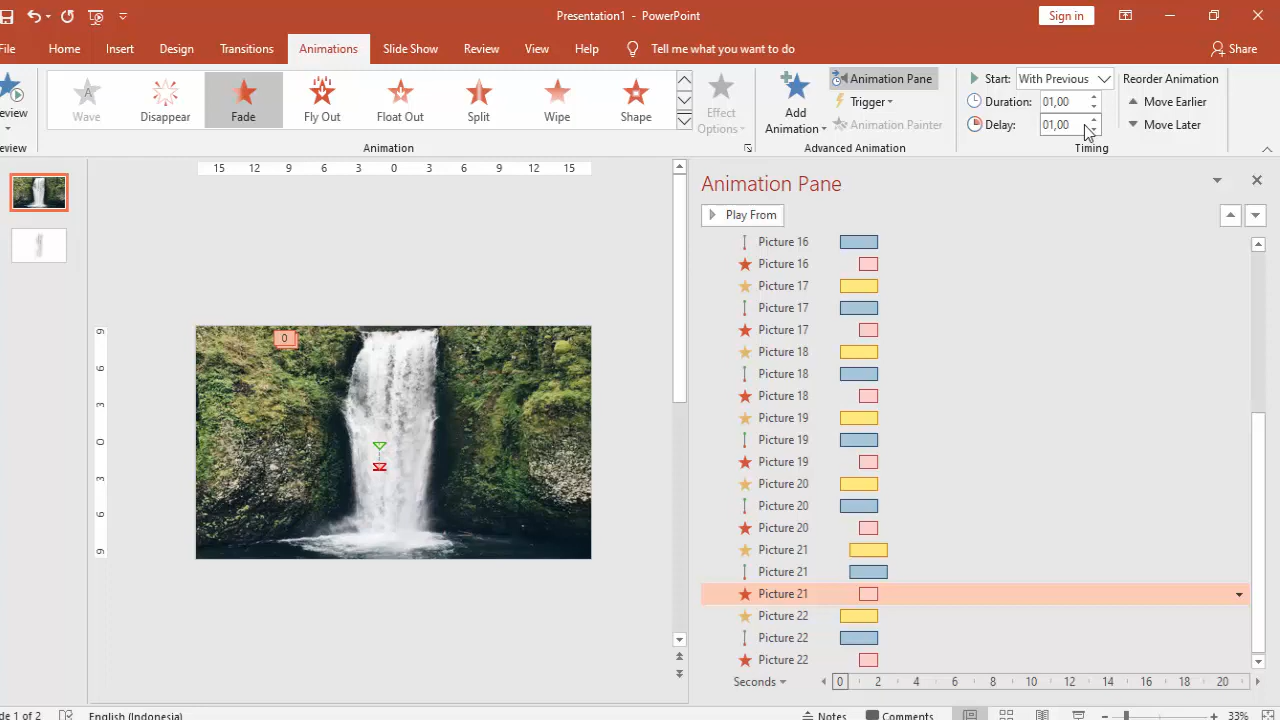 Presentation1 - PowerPoint
Sign in
File Home Insert Design Transitions Animations Slide Show Review View Help Tell me what you want to do Share
Wave Disappear Fade Fly Out Float Out Split Wipe Shape
Effect Options
Add Animation
Animation Pane
Trigger
Animation Painter
Start: With Previous
Duration: 01,00
Delay: 01,00
Reorder Animation
Move Earlier
Move Later
Animation
Advanced Animation
Timing
15 12 9 6 3 0 3 6 9 12 15
9
6
3
0
3
6
9
0
Animation Pane
Play From
Picture 16
Picture 16
Picture 17
Picture 17
Picture 17
Picture 18
Picture 18
Picture 18
Picture 19
Picture 19
Picture 19
Picture 20
Picture 20
Picture 20
Picture 21
Picture 21
Picture 21
Picture 22
Picture 22
Picture 22
Seconds 0 2 4 6 8 10 12 14 16 18 20
de 1 of 2 English (Indonesia) Notes Comments 33%